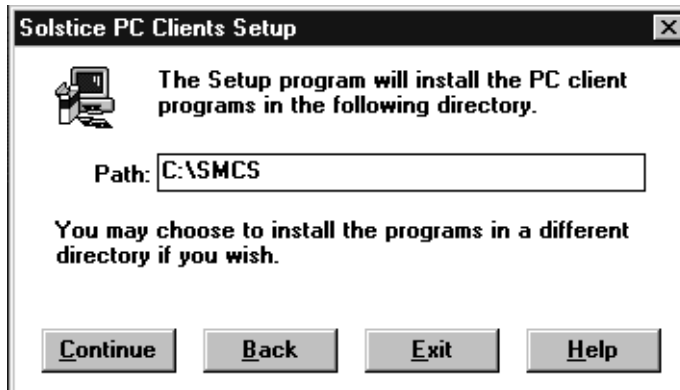 Solstice PC Clients Setup
The Setup program will install the PC client
programs in the following directory.
Path: C:\SMCS
You may choose to install the programs in a different
directory if you wish.
Continue Back Exit Help